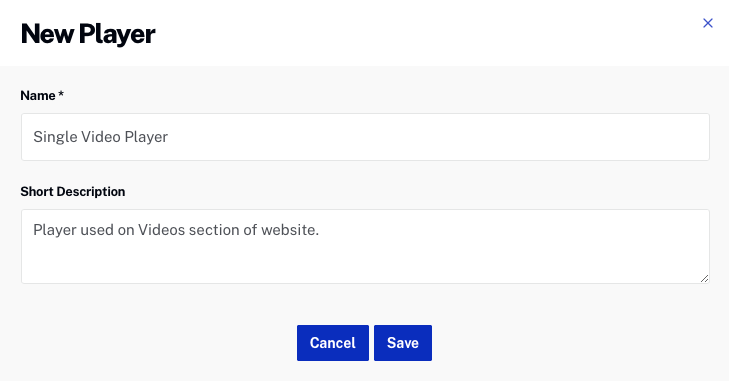 New Player
Name *
Single Video Player
Short Description
Player used on Videos section of website.
Cancel Save